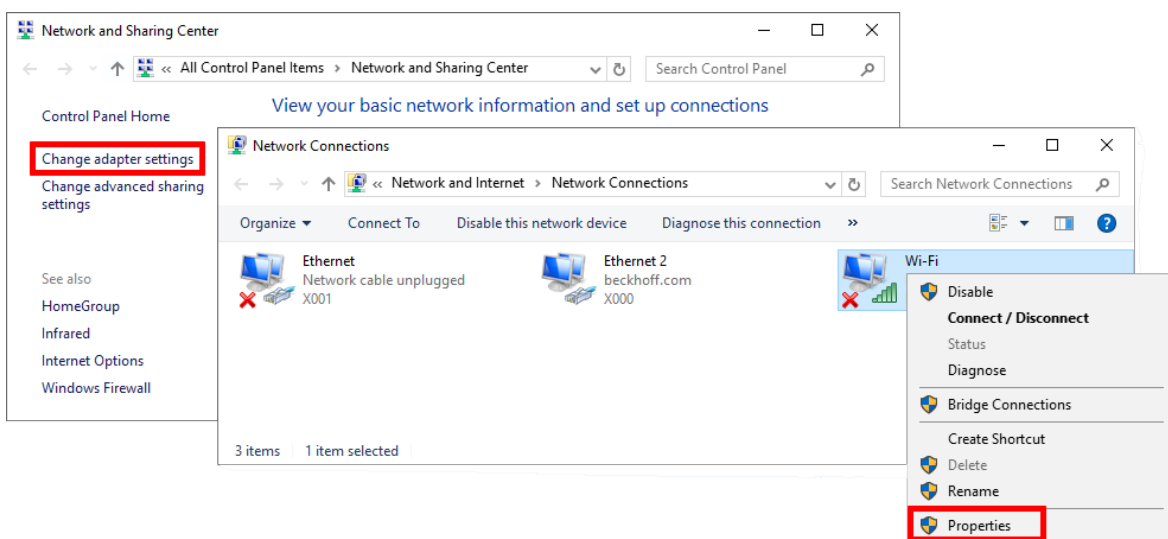 Network and Sharing Center
« All Control Panel Items › Network and Sharing Center
Search Control Panel
Control Panel Home
View your basic network information and set up connections
Change adapter settings
Change advanced sharing
settings
See also
HomeGroup
Infrared
Internet Options
Windows Firewall
Network Connections
« Network and Internet › Network Connections
Search Network Connections
Organize
Connect To
Disable this network device
Diagnose this connection
»
Ethernet
Network cable unplugged
X001
Ethernet 2
beckhoff.com
X000
Wi-Fi
Disable
Connect / Disconnect
Status
Diagnose
Bridge Connections
Create Shortcut
Delete
Rename
Properties
3 items
1 item selected